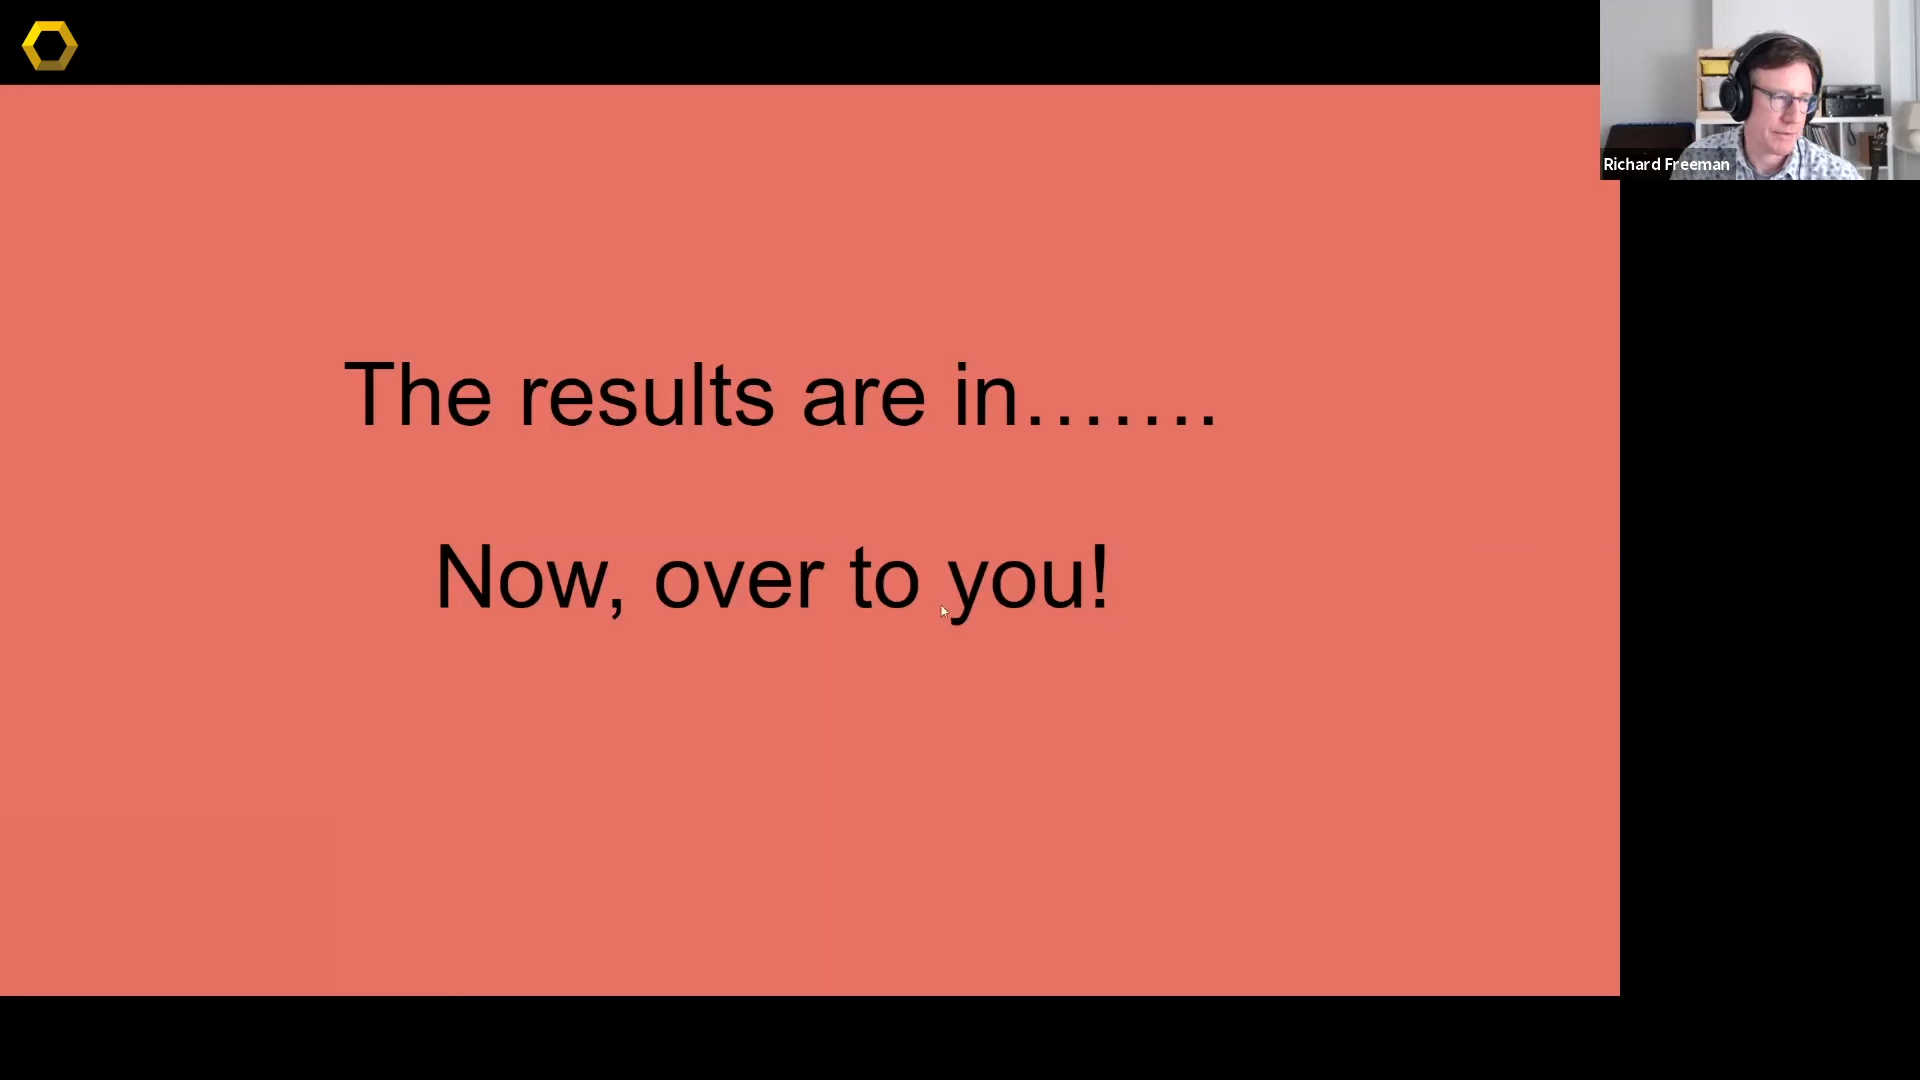 Richard Freeman
The results are in.......
Now, over to you!